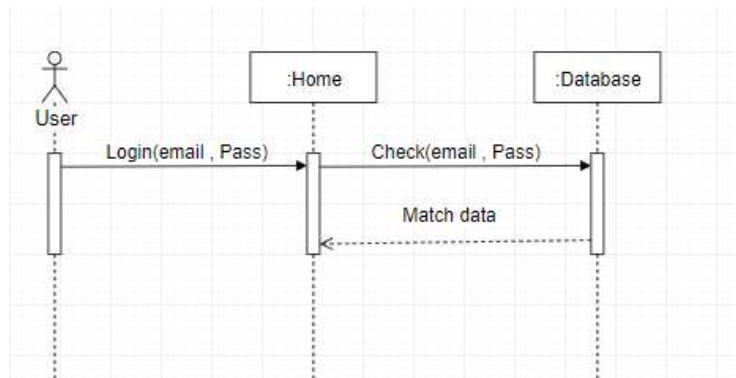 :Home
:Database
User
Login(email , Pass)
Check(email , Pass)
Match data